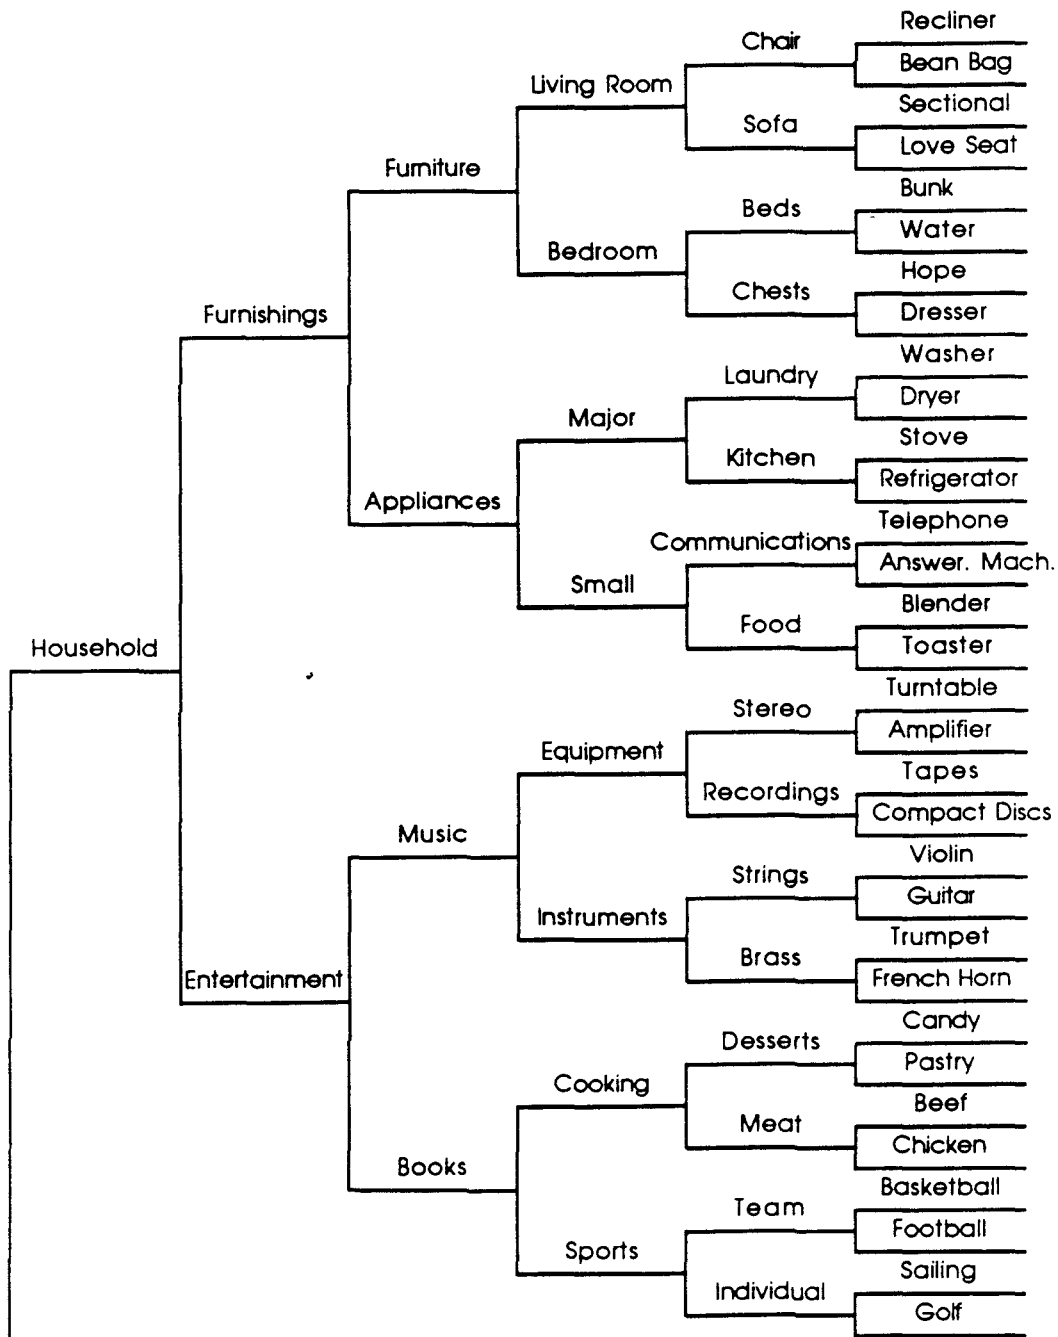 Recliner
Chair
Bean Bag
Living Room
Sectional
Sofa
Love Seat
Furniture
Bunk
Beds
Water
Bedroom
Hope
Chests
Dresser
Furnishings
Washer
Laundry
Dryer
Major
Stove
Kitchen
Refrigerator
Appliances
Telephone
Communications
Answer. Mach.
Small
Blender
Food
Toaster
Household
Turntable
Stereo
Amplifier
Equipment
Tapes
Recordings
Compact Discs
Music
Violin
Strings
Guitar
Instruments
Trumpet
Brass
French Horn
Entertainment
Candy
Desserts
Pastry
Cooking
Beef
Meat
Chicken
Books
Basketball
Team
Football
Sports
Sailing
Individual
Golf